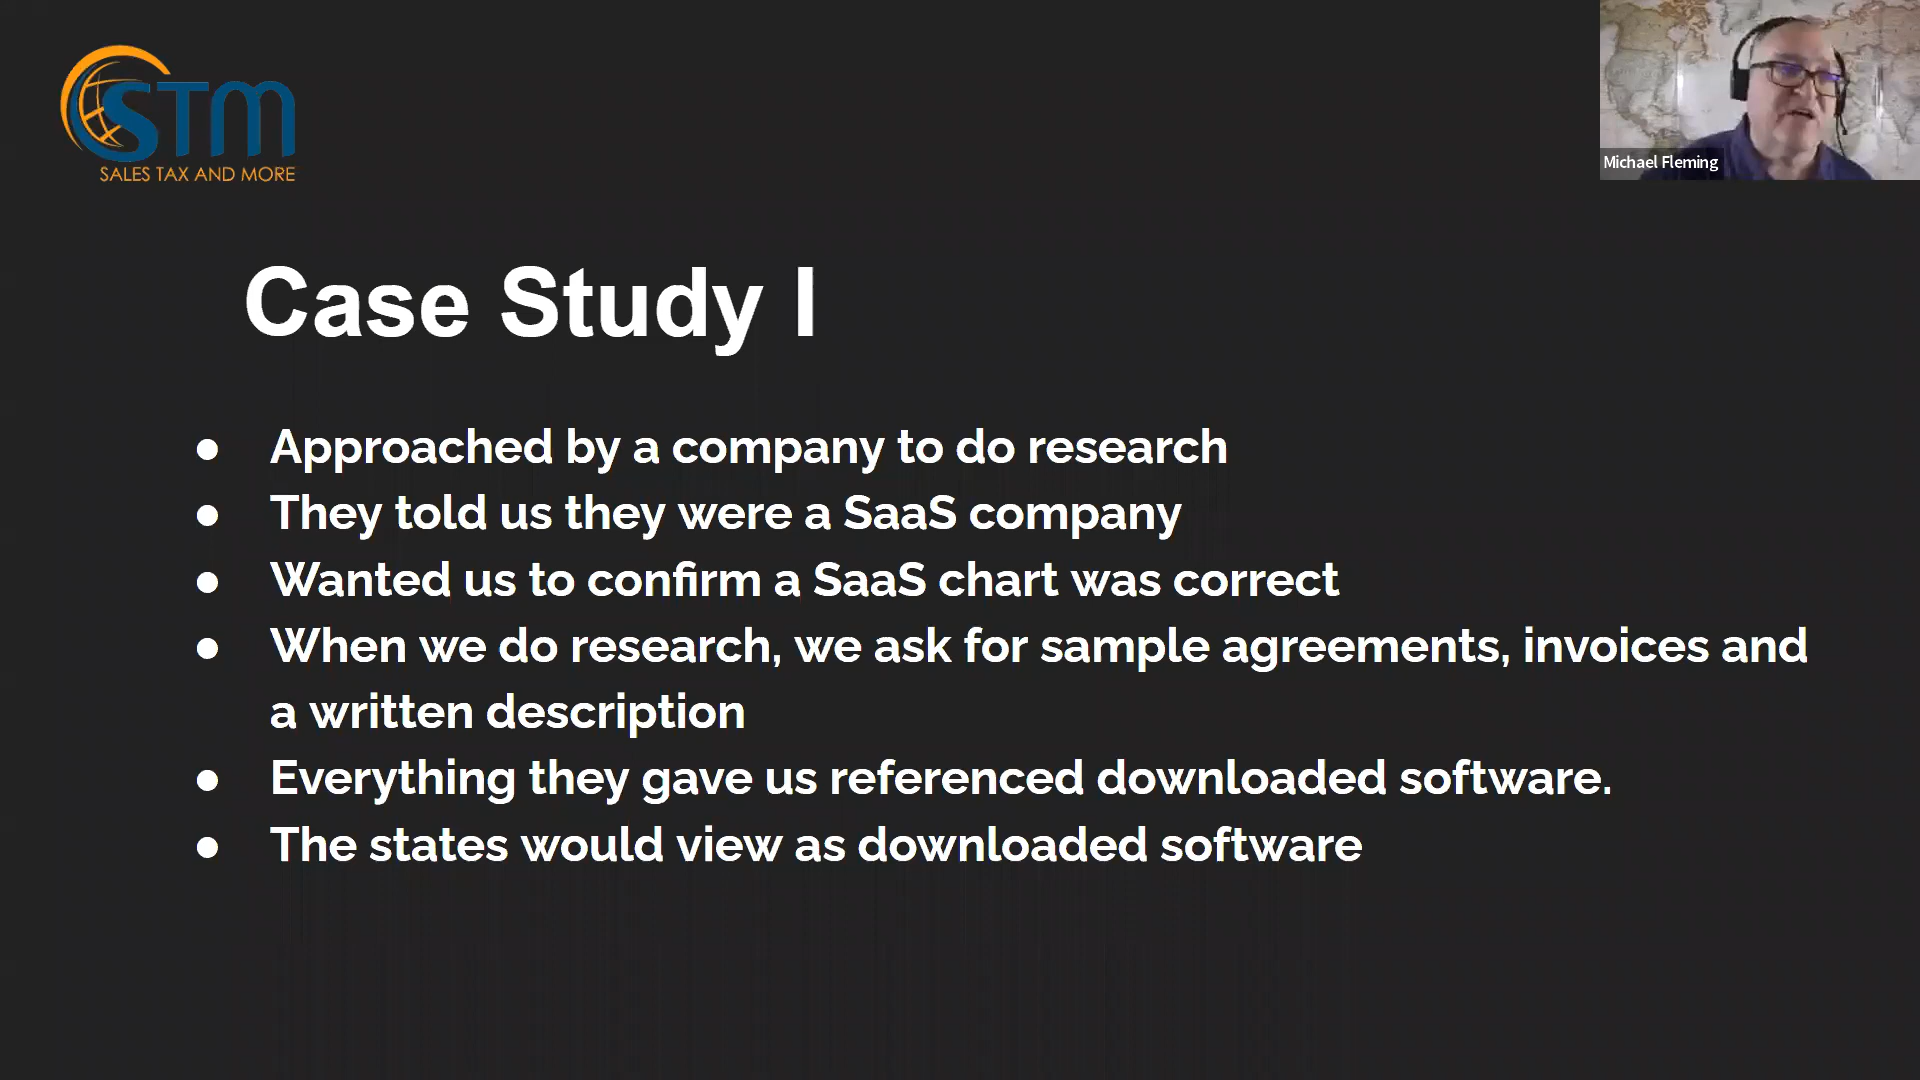 STM
SALES TAX AND MORE
Michael Fleming
Case Study I
● Approached by a company to do research
● They told us they were a SaaS company
● Wanted us to confirm a SaaS chart was correct
● When we do research, we ask for sample agreements, invoices and
a written description
● Everything they gave us referenced downloaded software.
● The states would view as downloaded software